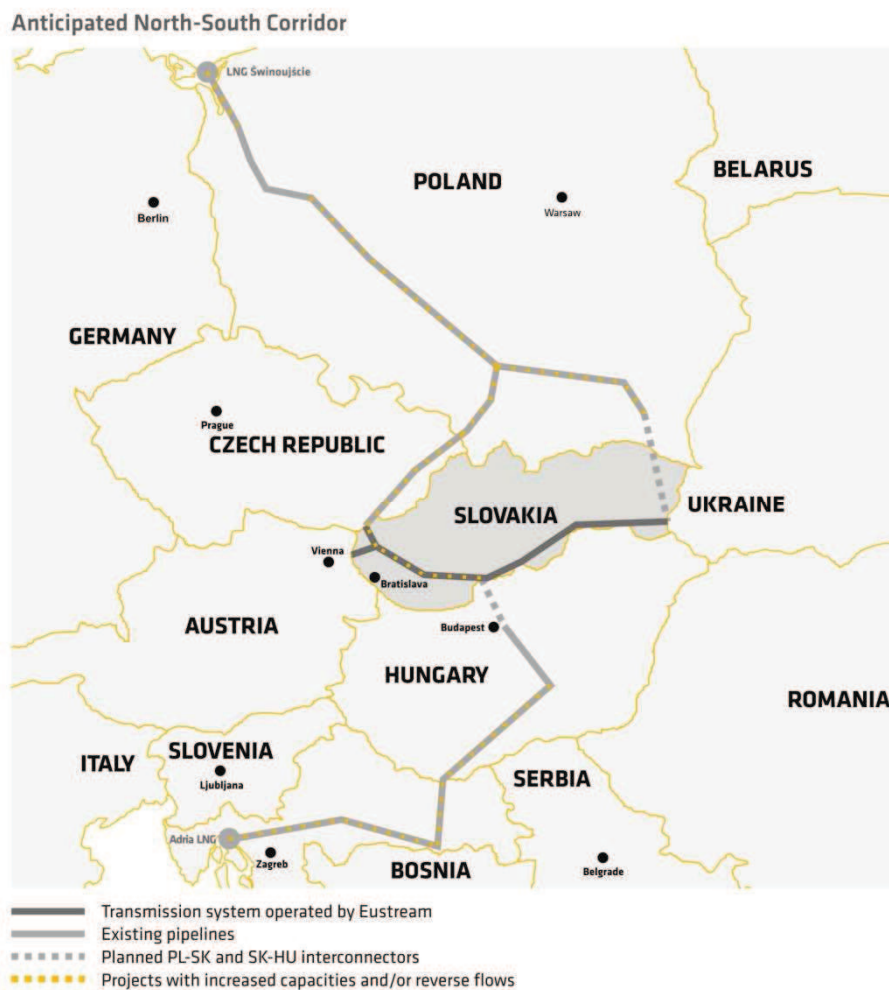 Anticipated North-South Corridor
LNG Świnoujście
BELARUS
POLAND
Warsaw
Berlin
GERMANY
Prague
CZECH REPUBLIC
UKRAINE
SLOVAKIA
Vienna
Bratislava
AUSTRIA
Budapest
HUNGARY
ROMANIA
ITALY
SLOVENIA
SERBIA
Ljubljana
Adria LNG
Zagreb
BOSNIA
Belgrade
Transmission system operated by Eustream
Existing pipelines
Planned PL-SK and SK-HU interconnectors
Projects with increased capacities and/or reverse flows